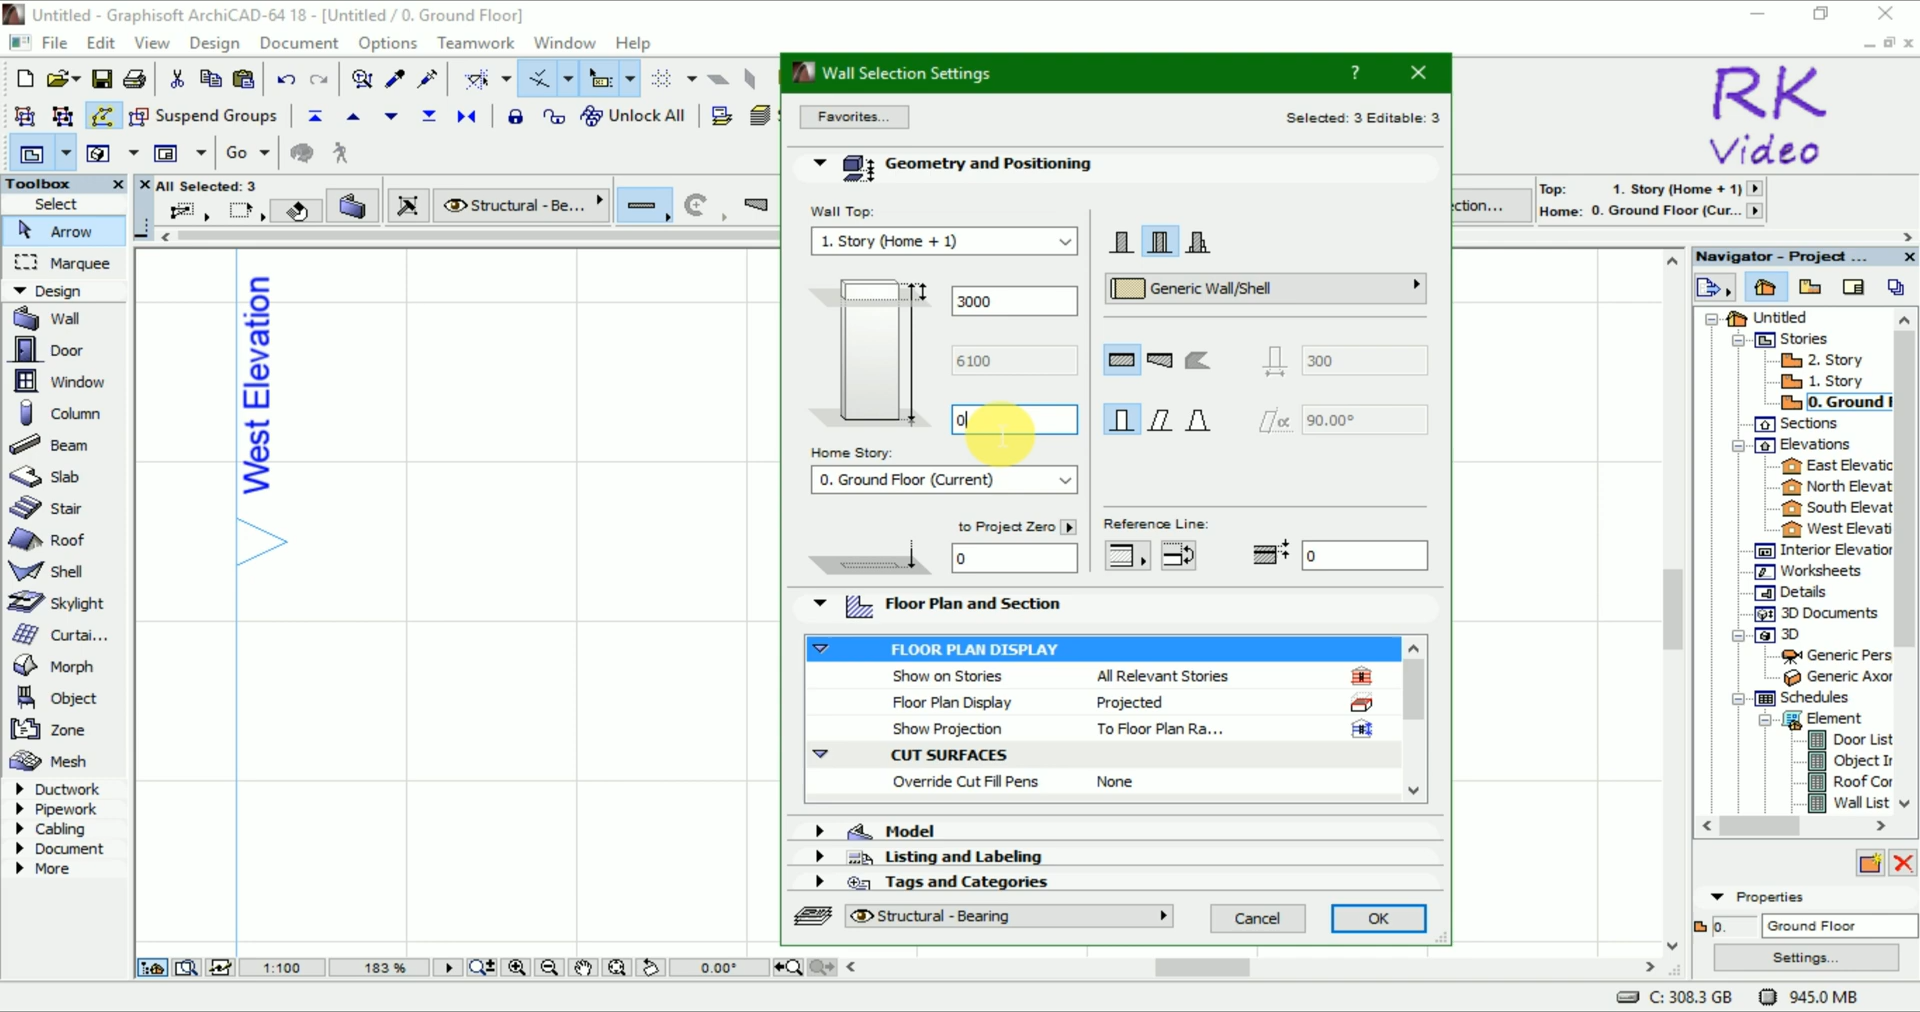 Untitled - Graphisoft ArchiCAD-64 18 - [Untitled / 0. Ground Floor]
File Edit View Design Document Options Teamwork Window Help
Suspend Groups
Unlock All
Go
RK
Video
Toolbox
Select
Arrow
Marquee
Design
Wall
Door
Window
Column
Beam
Slab
Stair
Roof
Shell
Skylight
Curtai...
Morph
Object
Zone
Mesh
Ductwork
Pipework
Cabling
Document
More
All Selected: 3
Structural - Be...
West Elevation
Wall Selection Settings
?
Favorites...
Selected: 3 Editable: 3
Geometry and Positioning
Wall Top:
1. Story (Home + 1)
3000
6100
0
Home Story:
0. Ground Floor (Current)
to Project Zero
0
Generic Wall/Shell
300
α
90.00°
Reference Line:
0
Floor Plan and Section
FLOOR PLAN DISPLAY
Show on Stories All Relevant Stories
Floor Plan Display Projected
Show Projection To Floor Plan Ra...
CUT SURFACES
Override Cut Fill Pens None
Model
Listing and Labeling
Tags and Categories
Structural - Bearing
Cancel
OK
ction...
Top: 1. Story (Home + 1)
Home: 0. Ground Floor (Cur...
Navigator - Project ...
Untitled
Stories
2. Story
1. Story
0. Ground F
Sections
Elevations
East Elevatic
North Elevat
South Elevat
West Elevati
Interior Elevation
Worksheets
Details
3D Documents
3D
Generic Pers
Generic Axor
Schedules
Element
Door List
Object Ir
Roof Cor
Wall List
Properties
0. Ground Floor
Settings...
1:100
183 %
0.00°
C: 308.3 GB
945.0 MB